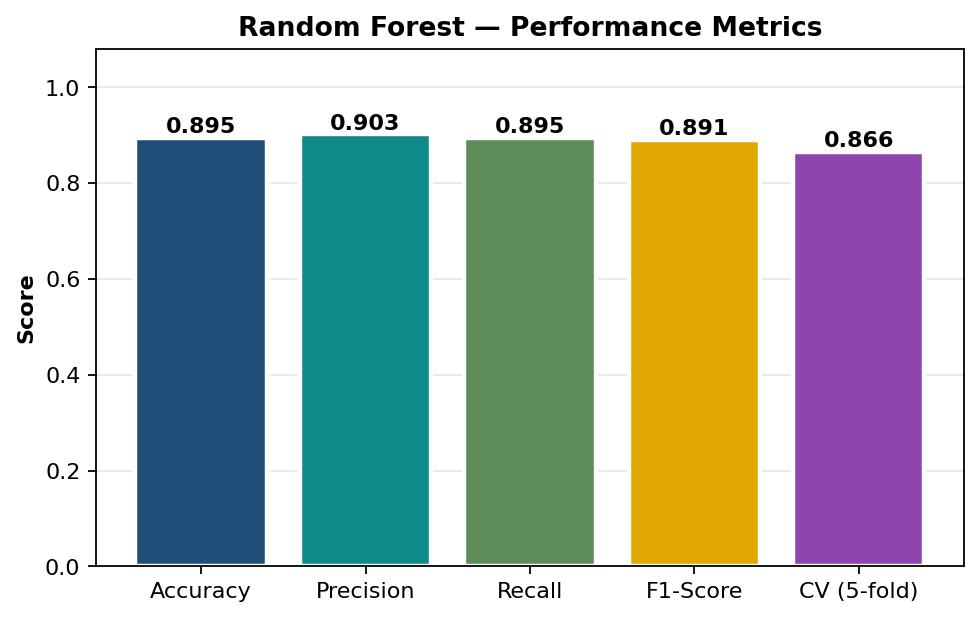 Random Forest — Performance Metrics
Score
1.0
0.8
0.6
0.4
0.2
0.0
0.895
0.903
0.895
0.891
0.866
Accuracy
Precision
Recall
F1-Score
CV (5-fold)